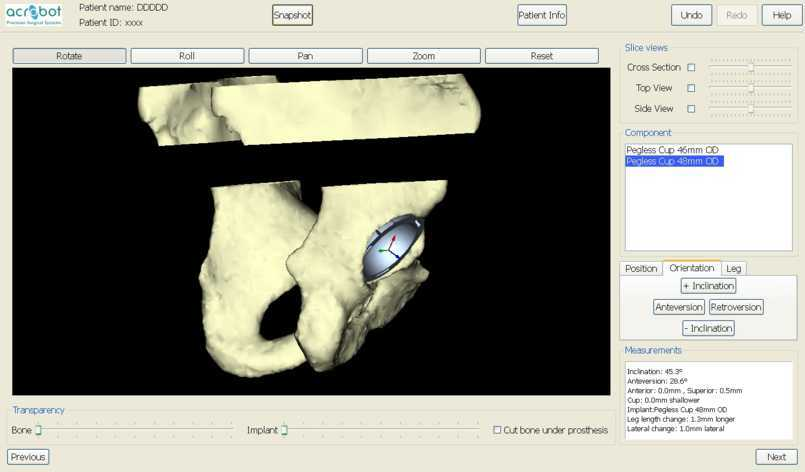 acrobot
Precision Surgical Systems
Patient name: DDDDD
Patient ID: xxxx
Snapshot
Patient Info
Undo
Redo
Help
Rotate
Roll
Pan
Zoom
Reset
Slice views
Cross Section
Top View
Side View
Component
Pegless Cup 46mm OD
Pegless Cup 48mm OD
Position
Orientation
Leg
+ Inclination
Anteversion
Retroversion
- Inclination
Measurements
Inclination: 45.3º
Anteversion: 28.6º
Anterior: 0.0mm , Superior: 0.5mm
Cup: 0.0mm shallower
Implant:Pegless Cup 48mm OD
Leg length change: 1.3mm longer
Lateral change: 1.0mm lateral
Transparency
Bone
Implant
Cut bone under prosthesis
Previous
Next